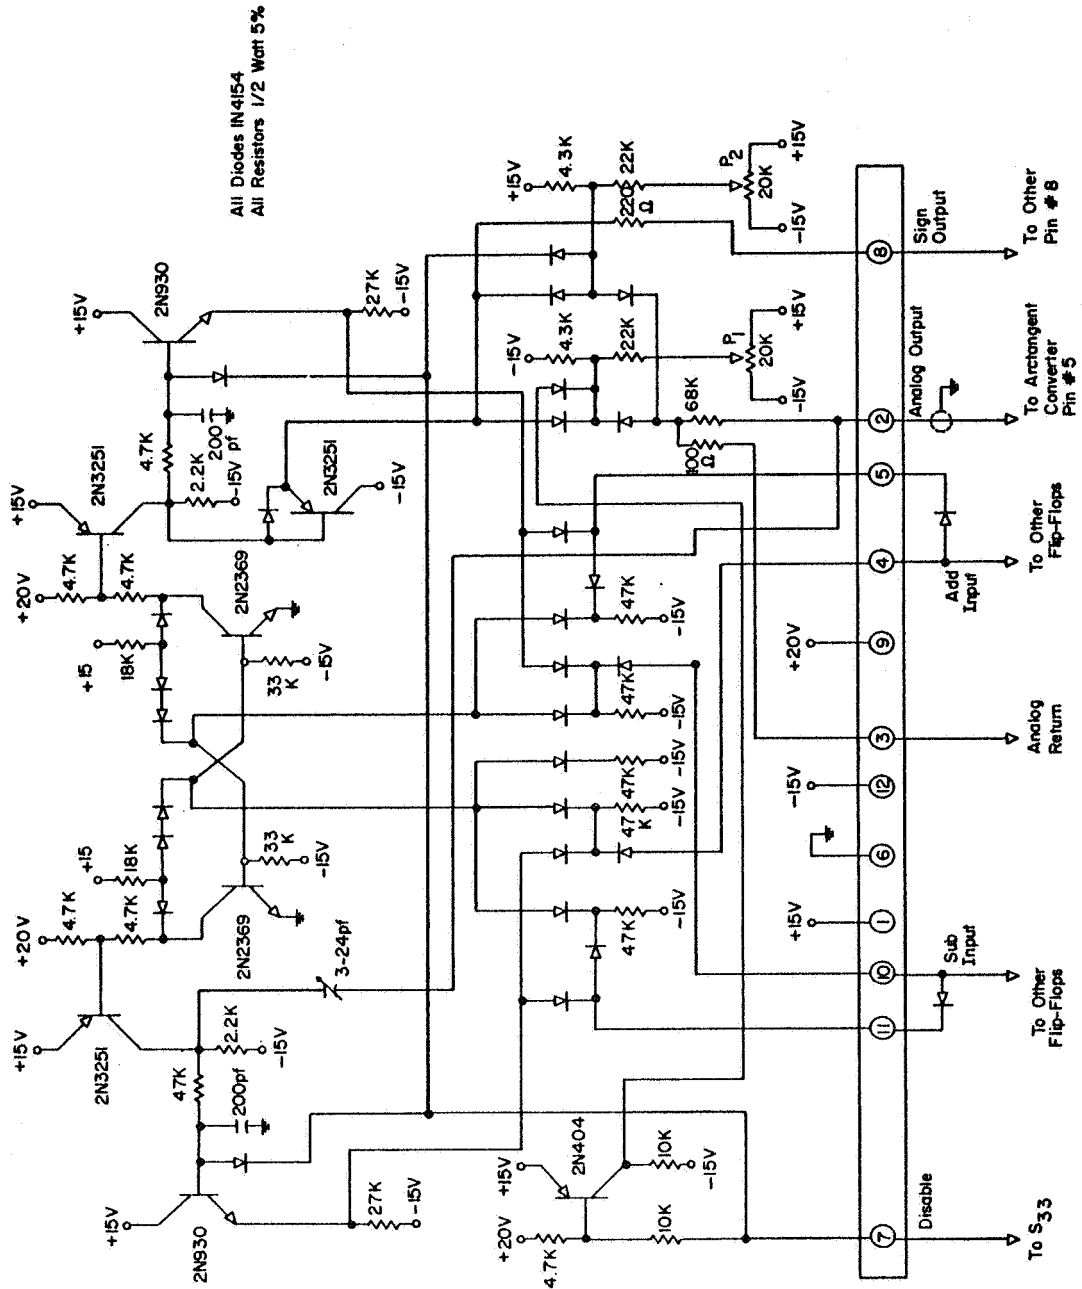 All Diodes IN4154
All Resistors 1/2 Watt 5%
+15V
2N930
27K
-15V
4.7K
200
pf
2.2K
-15V
+15V
2N3251
2N3251
-15V
+20V
4.7K
4.7K
+15
18K
2N2369
33
K
-15V
+15
18K
33
K
-15V
+20V
4.7K
4.7K
2N2369
+15V
2N3251
3-24pf
2.2K
-15V
47K
200pf
+15V
2N930
27K
-15V
+15V
4.3K
22K
220
Ω
P2
20K
+15V
-15V
-15V
4.3K
22K
P1
20K
+15V
-15V
68K
100
Ω
47K
-15V
47K
-15V
47K
-15V
47
K
-15V
47K
-15V
+15V
2N404
+20V
4.7K
10K
10K
-15V
8
Sign
Output
To Other
Pin #8
2
Analog Output
To Arctangent
Converter
Pin #5
5
4
Add
Input
To Other
Flip-Flops
+20V
9
3
Analog
Return
-15V
12
6
+15V
1
10
Sub
Input
11
To Other
Flip-Flops
7
Disable
To S33